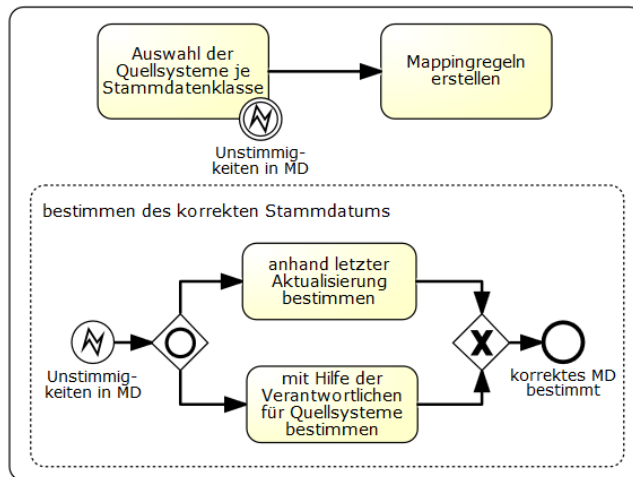 Auswahl der
Quellsysteme je
Stammdatenklasse
Mappingregeln
erstellen
Unstimmig-
keiten in MD
bestimmen des korrekten Stammdatums
anhand letzter
Aktualisierung
bestimmen
Unstimmig-
keiten in MD
mit Hilfe der
Verantwortlichen
für Quellsysteme
bestimmen
korrektes MD
bestimmt